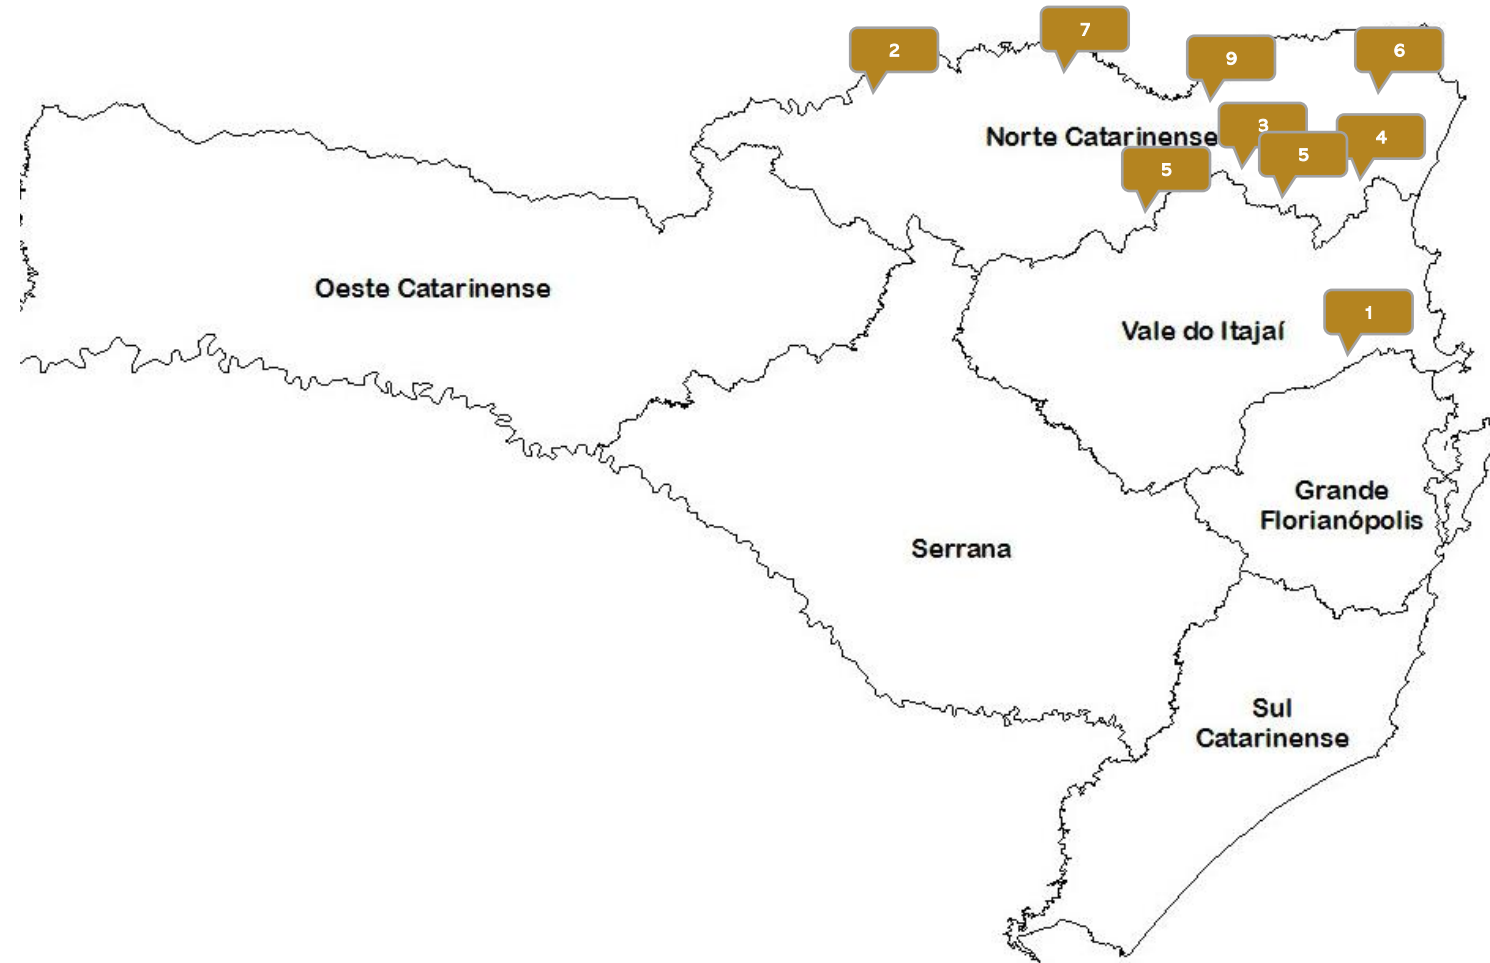 7
2
6
9
3
4
Norte Catarinense
5
5
Oeste Catarinense
1
Vale do Itajaí
Grande
Florianópolis
Serrana
Sul
Catarinense